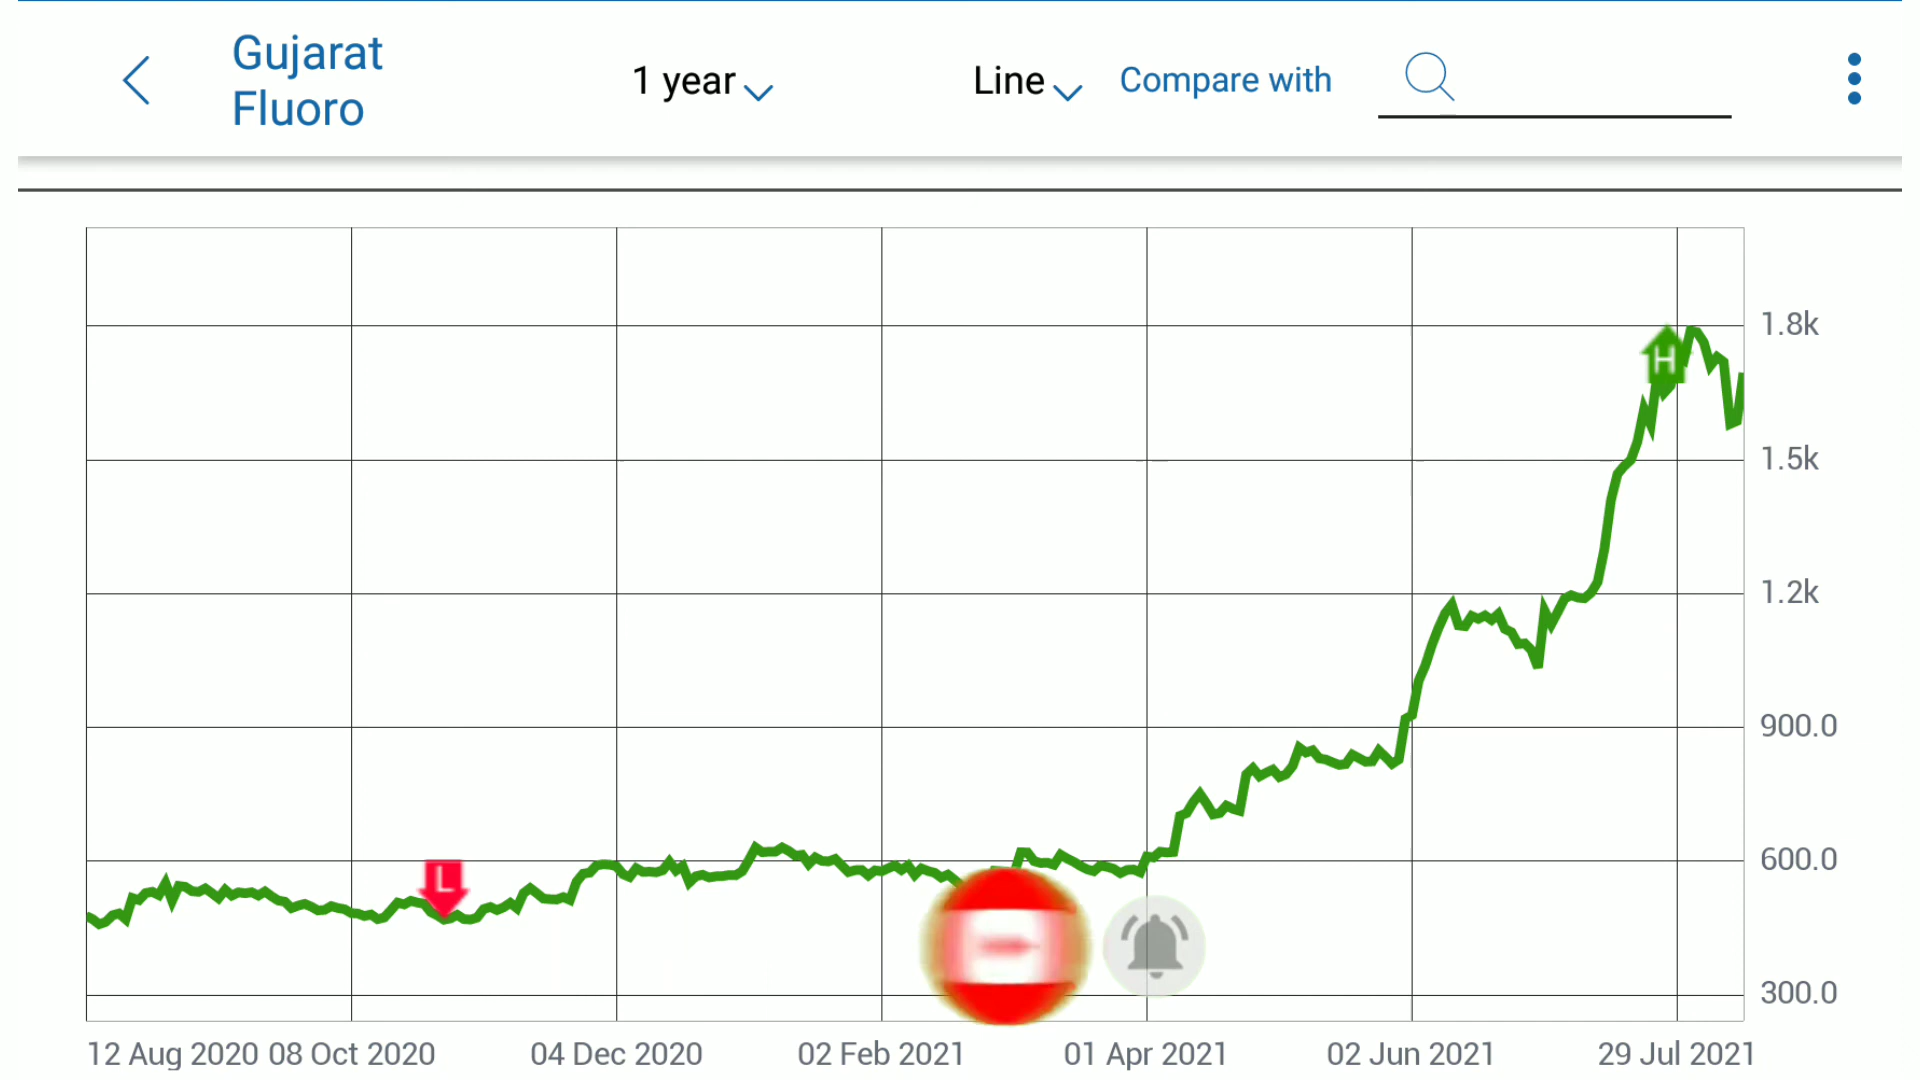 Gujarat
Fluoro
1 year
Line
Compare with
H
1.8k
1.5k
1.2k
900.0
L
600.0
300.0
12 Aug 2020 08 Oct 2020 04 Dec 2020 02 Feb 2021 01 Apr 2021 02 Jun 2021 29 Jul 2021